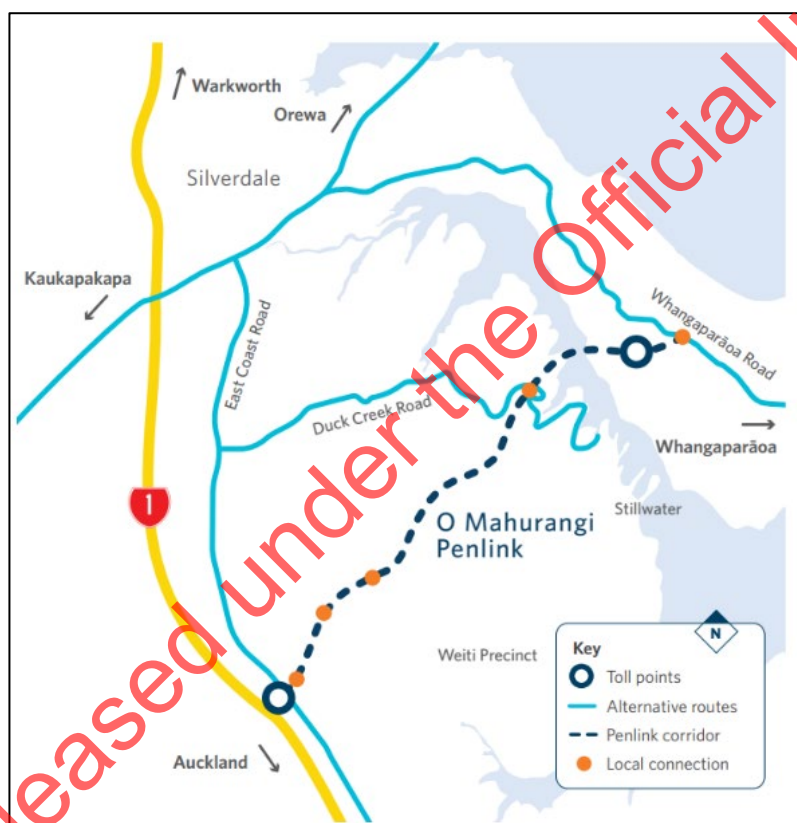 Warkworth
Orewa
Silverdale
Kaukapakapa
East Coast Road
Whangaparāoa Road
Duck Creek Road
Whangaparāoa
1
Stillwater
O Mahurangi
Penlink
Weiti Precinct
N
Key
Toll points
Alternative routes
Penlink corridor
Local connection
Auckland
leased under the Official I